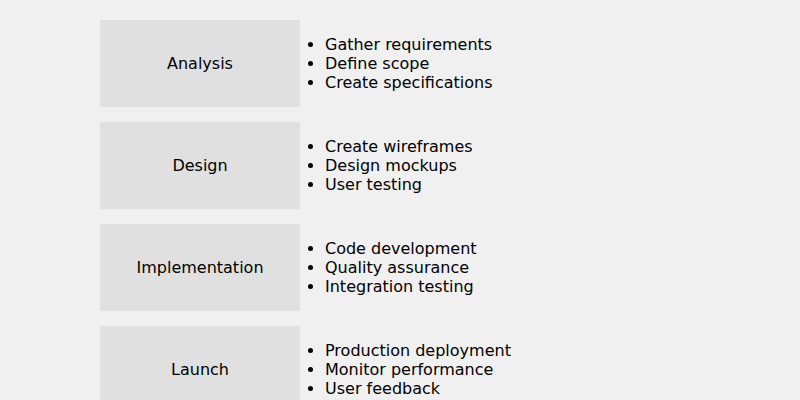 Analysis
• Gather requirements
• Define scope
• Create specifications
Design
• Create wireframes
• Design mockups
• User testing
Implementation
• Code development
• Quality assurance
• Integration testing
Launch
• Production deployment
• Monitor performance
• User feedback